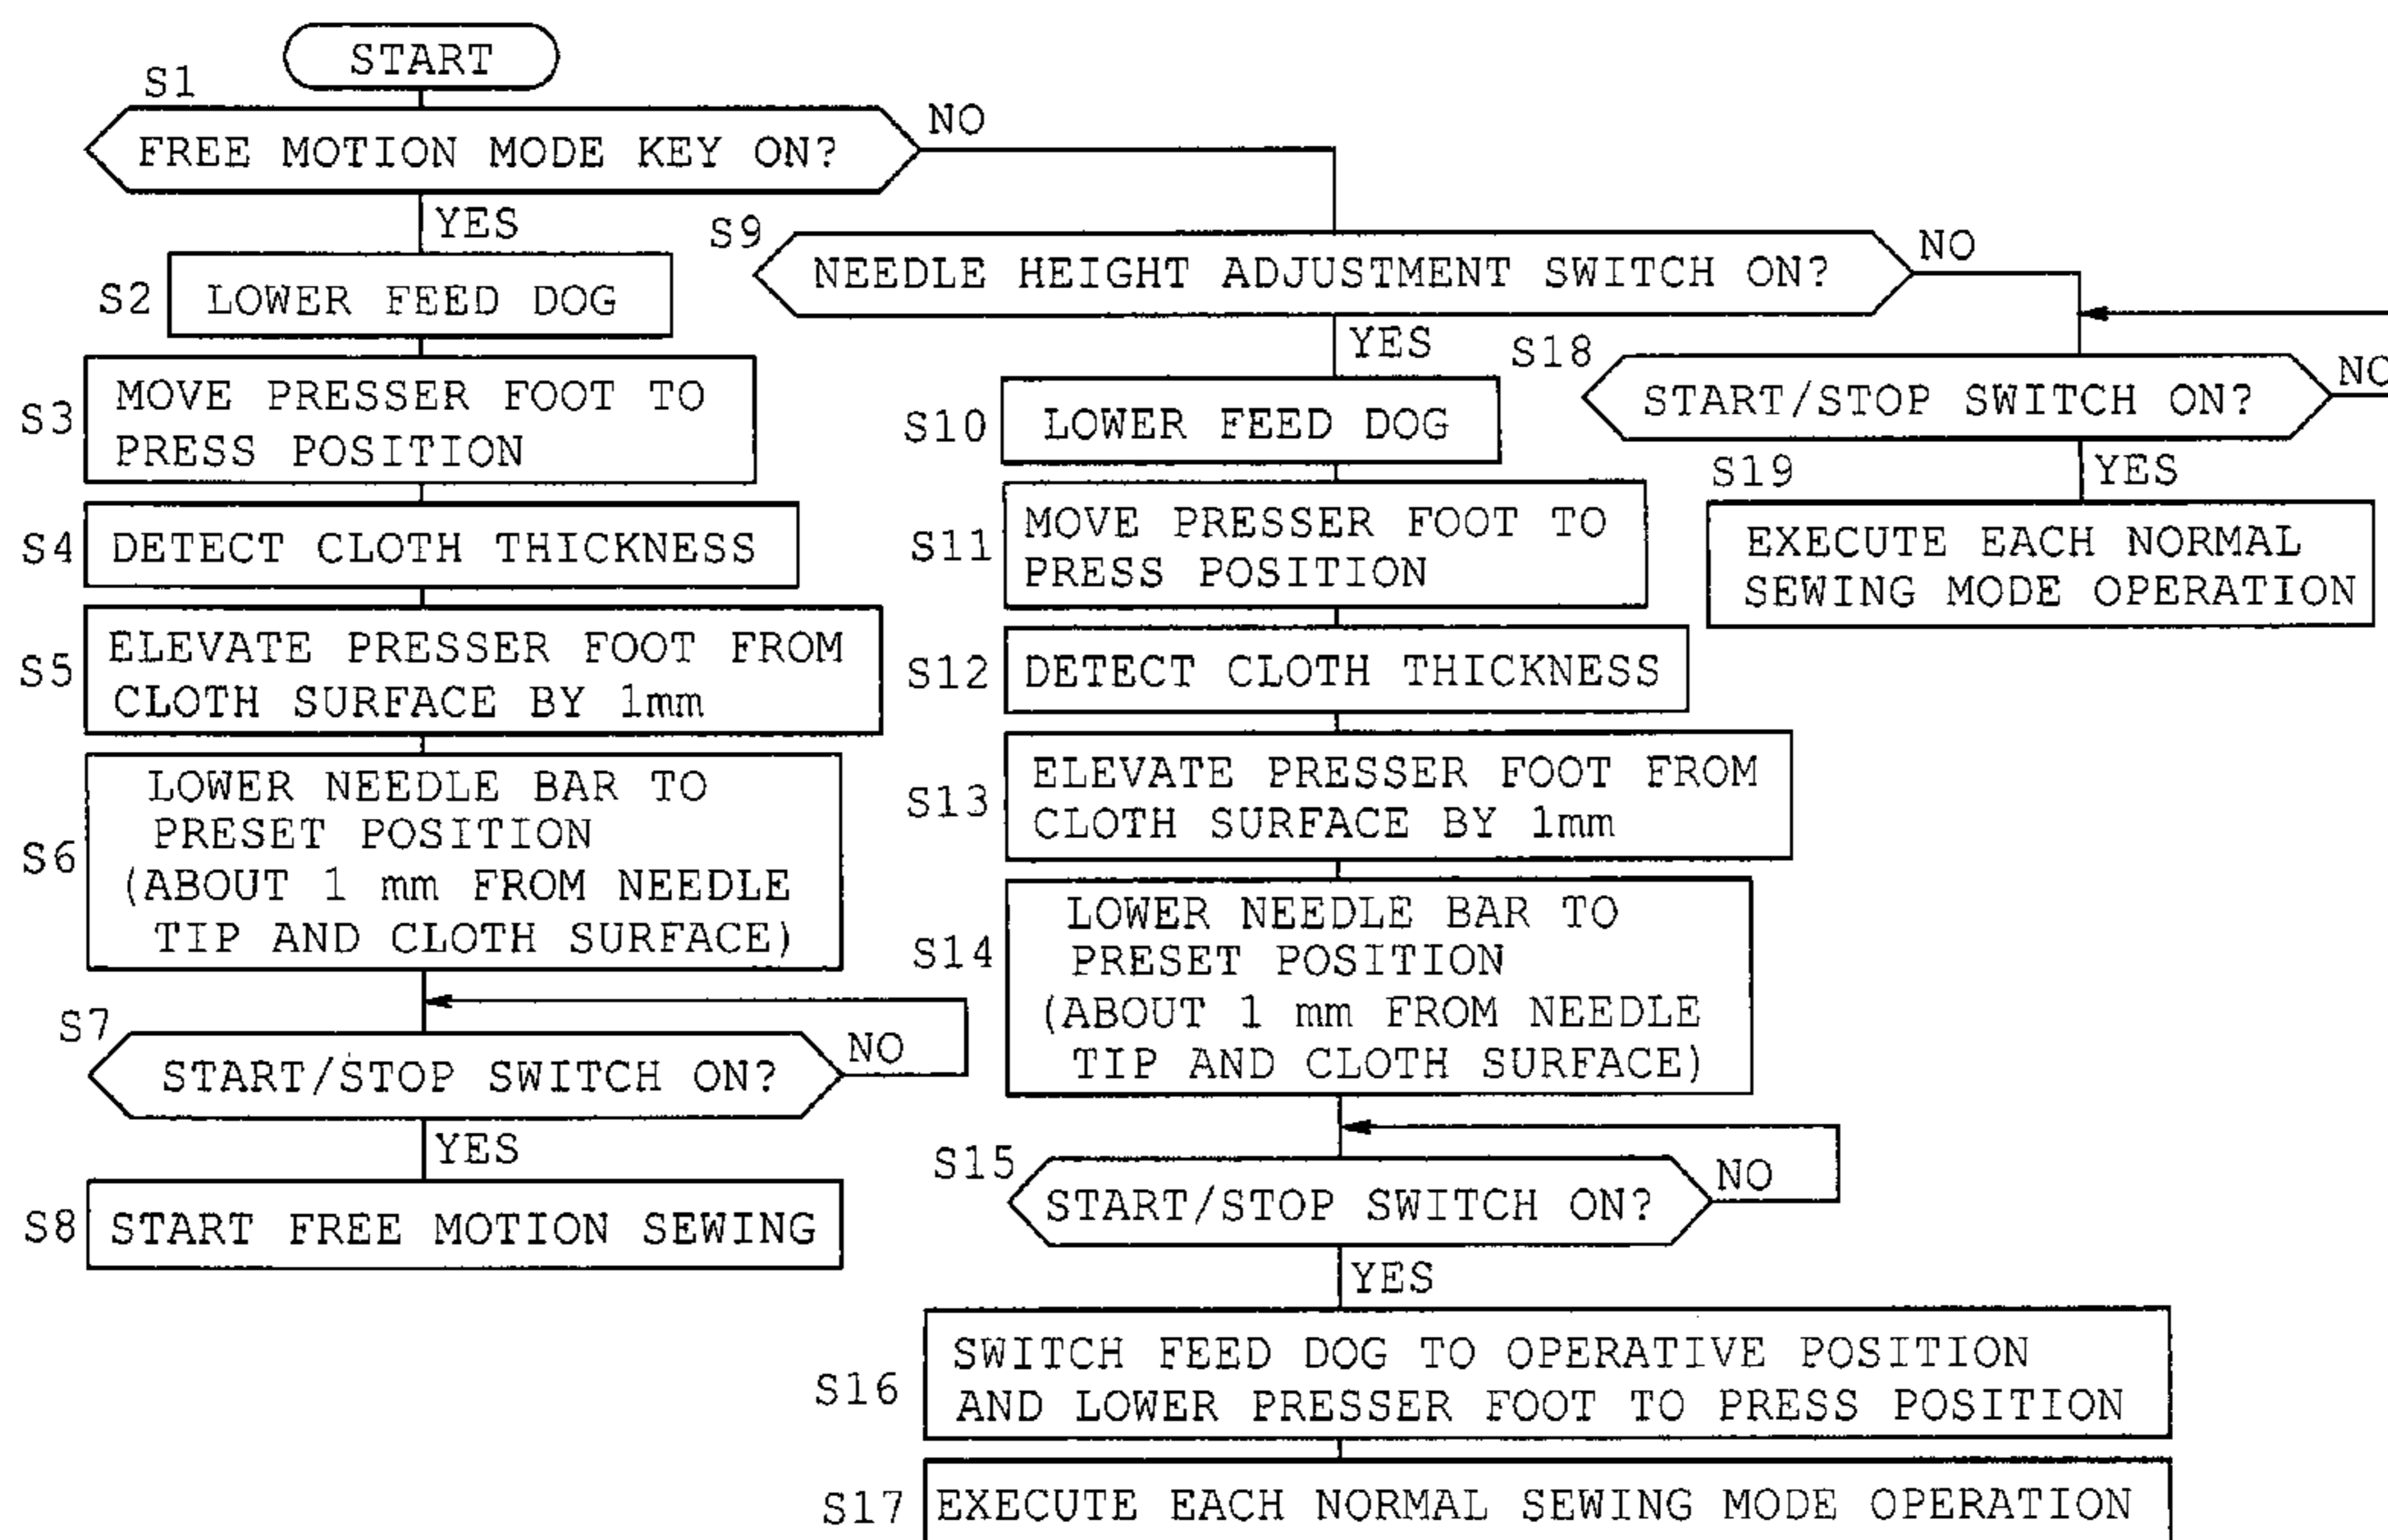 START
S1
FREE MOTION MODE KEY ON?
NO
YES
S2
LOWER FEED DOG
S3
MOVE PRESSER FOOT TO
PRESS POSITION
S4
DETECT CLOTH THICKNESS
S5
ELEVATE PRESSER FOOT FROM
CLOTH SURFACE BY 1mm
S6
LOWER NEEDLE BAR TO
PRESET POSITION
(ABOUT 1 mm FROM NEEDLE
TIP AND CLOTH SURFACE)
S7
START/STOP SWITCH ON?
NO
YES
S8
START FREE MOTION SEWING
S9
NEEDLE HEIGHT ADJUSTMENT SWITCH ON?
NO
YES
S10
LOWER FEED DOG
S11
MOVE PRESSER FOOT TO
PRESS POSITION
S12
DETECT CLOTH THICKNESS
S13
ELEVATE PRESSER FOOT FROM
CLOTH SURFACE BY 1mm
S14
LOWER NEEDLE BAR TO
PRESET POSITION
(ABOUT 1 mm FROM NEEDLE
TIP AND CLOTH SURFACE)
S15
START/STOP SWITCH ON?
NO
YES
S16
SWITCH FEED DOG TO OPERATIVE POSITION
AND LOWER PRESSER FOOT TO PRESS POSITION
S17
EXECUTE EACH NORMAL SEWING MODE OPERATION
S18
START/STOP SWITCH ON?
NO
YES
S19
EXECUTE EACH NORMAL
SEWING MODE OPERATION